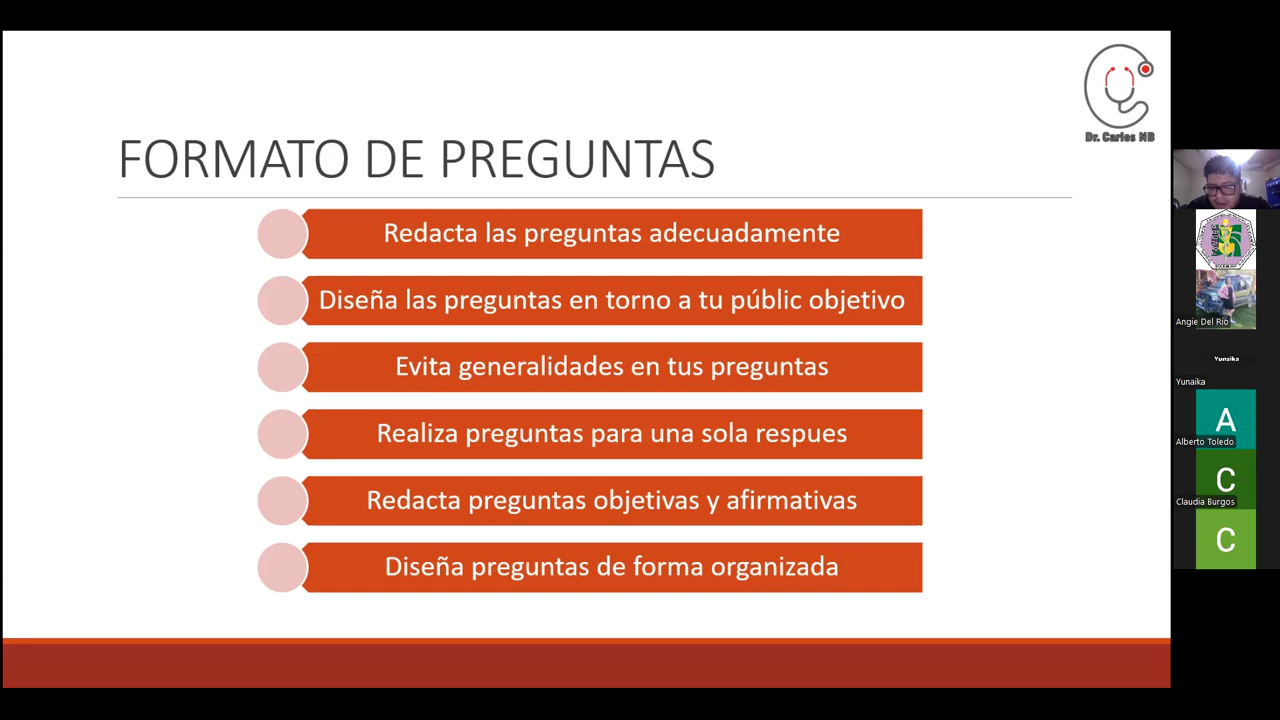 Dr. Carlos NB
FORMATO DE PREGUNTAS
Redacta las preguntas adecuadamente
Diseña las preguntas en torno a tu públic objetivo
Evita generalidades en tus preguntas
Realiza preguntas para una sola respues
Redacta preguntas objetivas y afirmativas
Diseña preguntas de forma organizada
Angie Del Rio
Yunaika
Yunaika
A
Alberto Toledo
C
Claudia Burgos
C